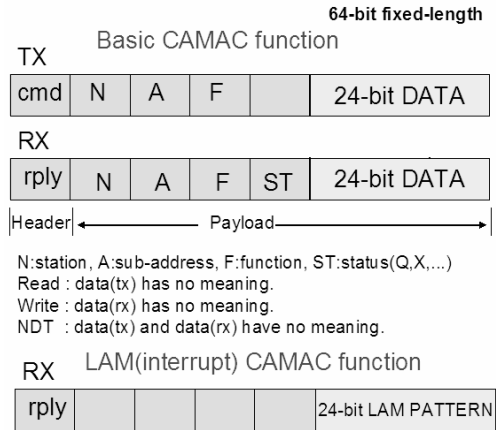 64-bit fixed-length
Basic CAMAC function
TX
cmd N A F 24-bit DATA
RX
rply N A F ST 24-bit DATA
Header Payload
N:station, A:sub-address, F:function, ST:status(Q,X,...)
Read : data(tx) has no meaning.
Write : data(rx) has no meaning.
NDT : data(tx) and data(rx) have no meaning.
LAM(interrupt) CAMAC function
RX
rply 24-bit LAM PATTERN